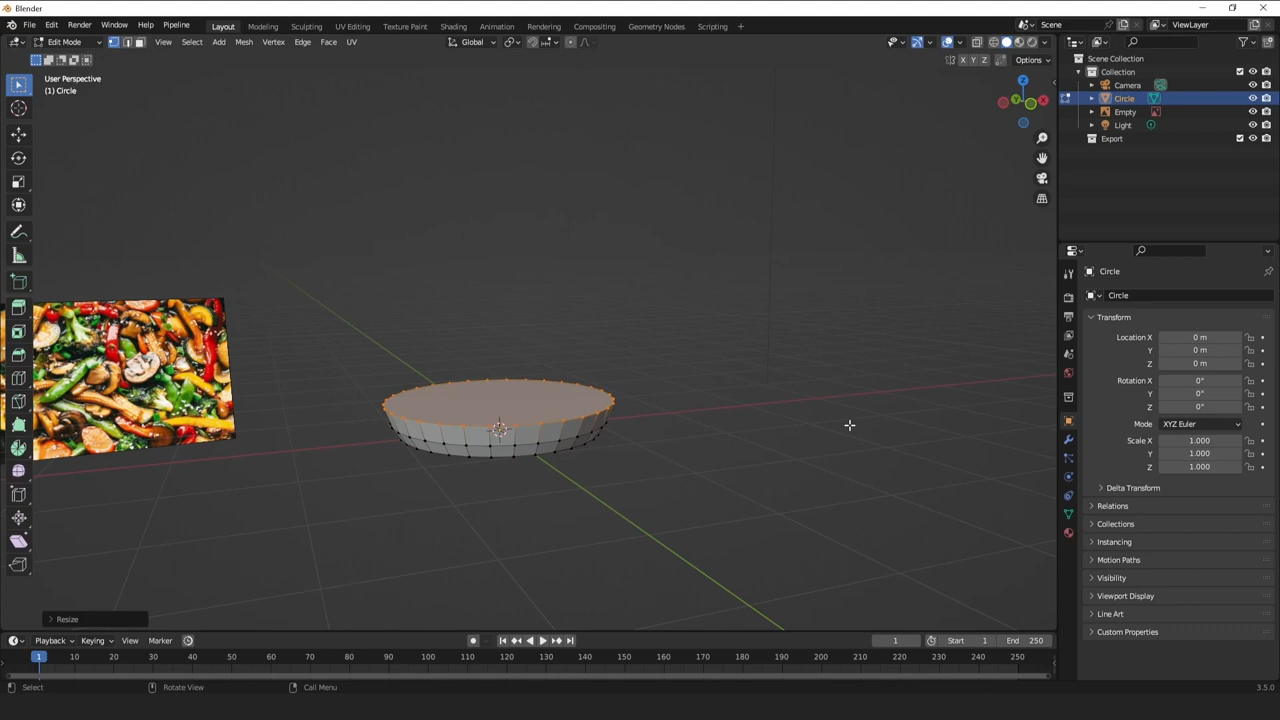 Blender
File Edit Render Window Help Pipeline Layout Modeling Sculpting UV Editing Texture Paint Shading Animation Rendering Compositing Geometry Nodes Scripting + Scene ViewLayer
Edit Mode View Select Add Mesh Vertex Edges Face UV Global
X Y Z Options
User Perspective
(1) Circle
Z
Y X
Scene Collection
Collection
Camera
Circle
Empty
Light
Export
Circle
Circle
Transform
Location X 0 m
Y 0 m
Z 0 m
Rotation X 0°
Y 0°
Z 0°
Mode XYZ Euler
Scale X 1.000
Y 1.000
Z 1.000
Delta Transform
Relations
Collections
Instancing
Motion Paths
Visibility
Viewport Display
Line Art
Custom Properties
Resize
Playback Keying View Marker 1 Start 1 End 250
1 10 20 30 40 50 60 70 80 90 100 110 120 130 140 150 160 170 180 190 200 210 220 230 240 250
Select Rotate View Call Menu 3.5.0